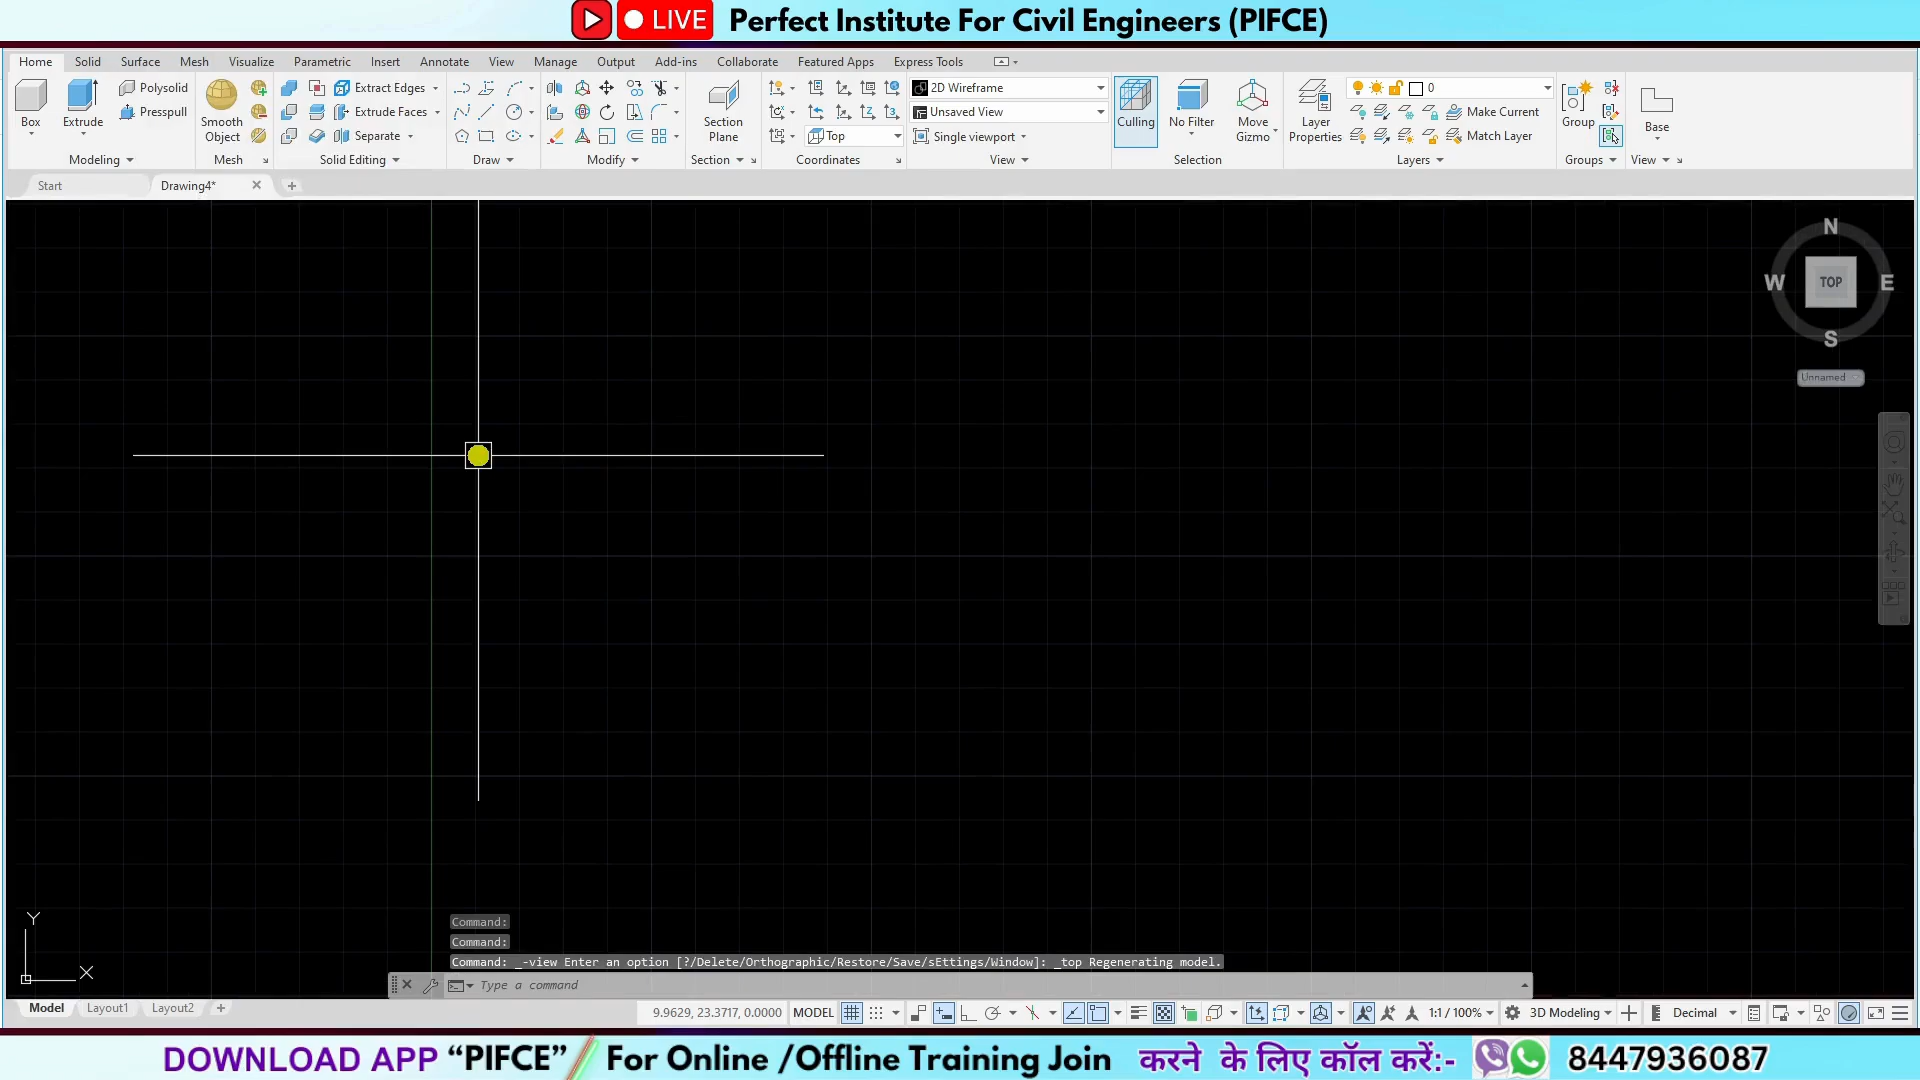 LIVE Perfect Institute For Civil Engineers (PIFCE)
Home Solid Surface Mesh Visualize Parametric Insert Annotate View Manage Output Add-ins Collaborate Featured Apps Express Tools
Box Extrude Polysolid Presspull
Smooth Object
Extract Edges
Extrude Faces
Separate
Section Plane
Top
2D Wireframe
Unsaved View
Single viewport
Culling No Filter Move Gizmo
Layer Properties
0
Make Current
Match Layer
Group
Base
Modeling Mesh Solid Editing Draw Modify Section Coordinates View Selection Layers Groups View
Start Drawing4*
N
W TOP E
S
Unnamed
Y
X
Command:
Command:
Command: _-view Enter an option [?/Delete/Orthographic/Restore/Save/sEttings/Window]: _top Regenerating model.
Type a command
Model Layout1 Layout2 9.9629, 23.3717, 0.0000 MODEL 1:1 / 100% 3D Modeling Decimal
DOWNLOAD APP “PIFCE” For Online /Offline Training Join करने के लिए कॉल करें:- 8447936087